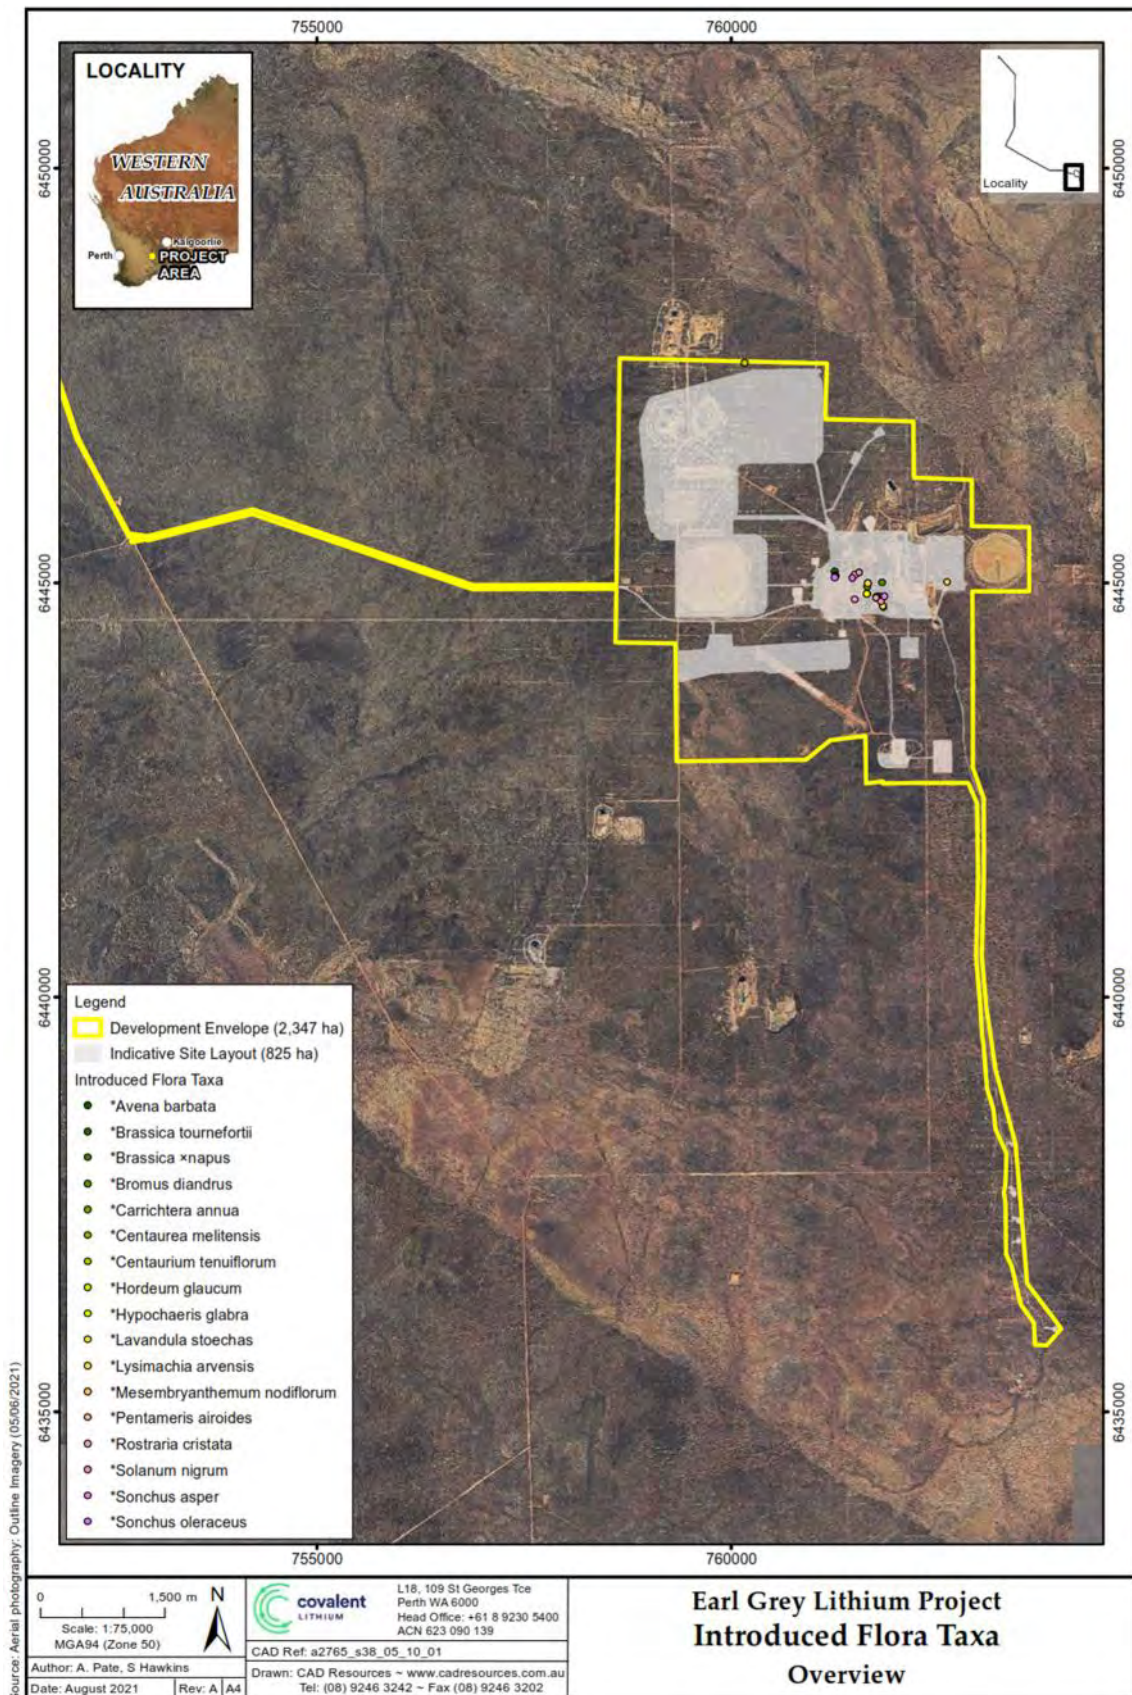 755000
760000
LOCALITY
WESTERN
AUSTRALIA
Kalgoorlie
Perth
PROJECT
AREA
Locality
6450000
6450000
6445000
6445000
6440000
6440000
6435000
6435000
Legend
Development Envelope (2,347 ha)
Indicative Site Layout (825 ha)
Introduced Flora Taxa
*Avena barbata
*Brassica tournefortii
*Brassica ×napus
*Bromus diandrus
*Carrichtera annua
*Centaurea melitensis
*Centaurium tenuiflorum
*Hordeum glaucum
*Hypochaeris glabra
*Lavandula stoechas
*Lysimachia arvensis
*Mesembryanthemum nodiflorum
*Pentameris airoides
*Rostraria cristata
*Solanum nigrum
*Sonchus asper
*Sonchus oleraceus
755000
760000
Source: Aerial photography: Outline Imagery (05/06/2021)
0 1,500 m N
Scale: 1:75,000
MGA94 (Zone 50)
Author: A. Pate, S Hawkins
Date: August 2021 Rev: A A4
covalent
LITHIUM
L18, 109 St Georges Tce
Perth WA 6000
Head Office: +61 8 9230 5400
ACN 623 090 139
CAD Ref: a2765_s38_05_10_01
Drawn: CAD Resources ~ www.cadresources.com.au
Tel: (08) 9246 3242 ~ Fax (08) 9246 3202
Earl Grey Lithium Project
Introduced Flora Taxa
Overview